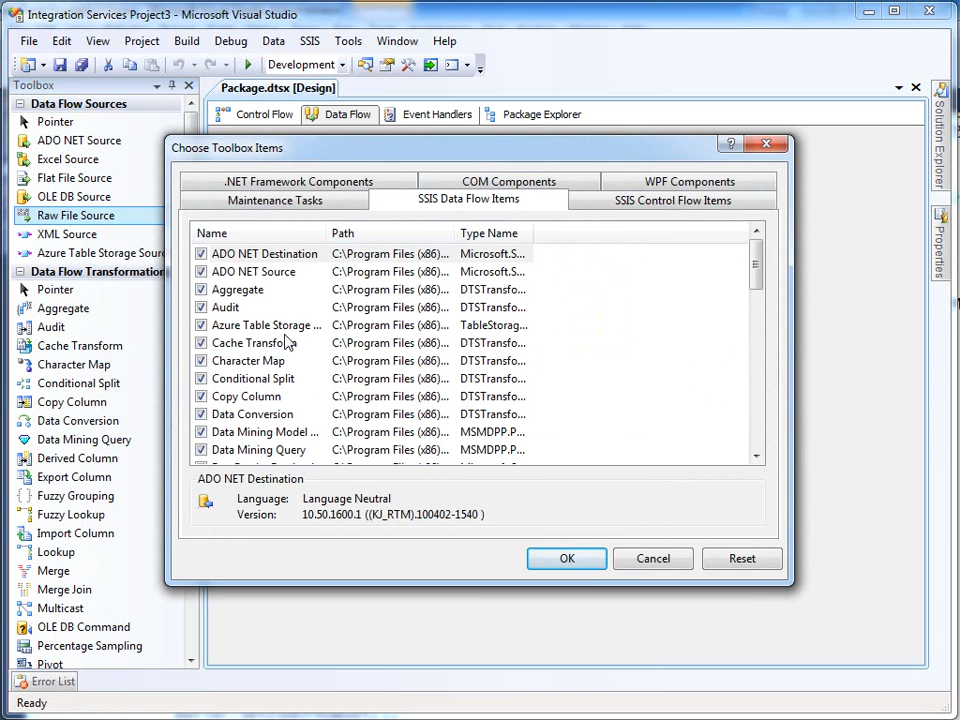 Integration Services Project3 - Microsoft Visual Studio
File Edit View Project Build Debug Data SSIS Tools Window Help
Development
Toolbox
Package.dtsx [Design]
Control Flow Data Flow Event Handlers Package Explorer
Data Flow Sources
Pointer
ADO NET Source
Excel Source
Flat File Source
OLE DB Source
Raw File Source
XML Source
Azure Table Storage Sour
Data Flow Transformation
Pointer
Aggregate
Audit
Cache Transform
Character Map
Conditional Split
Copy Column
Data Conversion
Data Mining Query
Derived Column
Export Column
Fuzzy Grouping
Fuzzy Lookup
Import Column
Lookup
Merge
Merge Join
Multicast
OLE DB Command
Percentage Sampling
Pivot
Error List
Ready
Solution Explorer
Properties
Choose Toolbox Items
.NET Framework Components COM Components WPF Components
Maintenance Tasks SSIS Data Flow Items SSIS Control Flow Items
Name Path Type Name
ADO NET Destination C:\Program Files (x86)... Microsoft.S...
ADO NET Source C:\Program Files (x86)... Microsoft.S...
Aggregate C:\Program Files (x86)... DTSTransfo...
Audit C:\Program Files (x86)... DTSTransfo...
Azure Table Storage ... C:\Program Files (x86)... TableStorag...
Cache Transform C:\Program Files (x86)... DTSTransfo...
Character Map C:\Program Files (x86)... DTSTransfo...
Conditional Split C:\Program Files (x86)... DTSTransfo...
Copy Column C:\Program Files (x86)... DTSTransfo...
Data Conversion C:\Program Files (x86)... DTSTransfo...
Data Mining Model ... C:\Program Files (x86)... MSMDPP.P...
Data Mining Query C:\Program Files (x86)... MSMDPP.P...
ADO NET Destination
Language: Language Neutral
Version: 10.50.1600.1 ((KJ_RTM).100402-1540 )
OK Cancel Reset